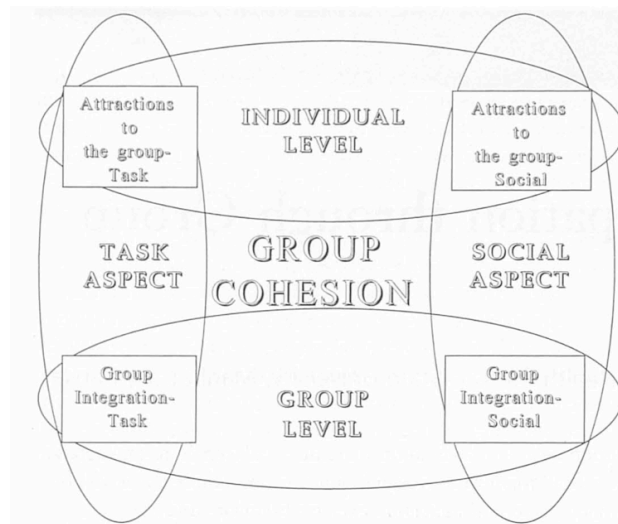 Attractions
to
the group-
Task
INDIVIDUAL
LEVEL
Attractions
to
the group-
Social
TASK
ASPECT
GROUP
COHESION
SOCIAL
ASPECT
Group
Integration-
Task
GROUP
LEVEL
Group
Integration-
Social